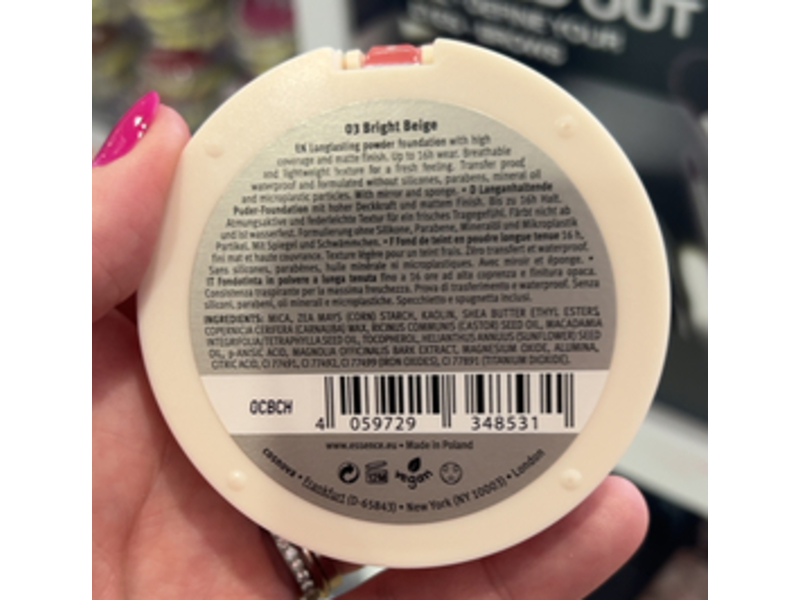 OUT
DEFINE YOUR
BROWS
03 Bright Beige
EN Longlasting powder foundation with high
coverage and matte finish. Up to 16h wear. Breathable
and lightweight texture for a fresh feeling. Transfer proof,
waterproof and formulated without silicones, parabens, mineral oil
and microplastic particles. With mirror and sponge. • D Langanhaltende
Puder-Foundation mit hoher Deckkraft und mattem Finish. Bis zu 16h Halt.
Atmungsaktive und federleichte Textur für ein frisches Tragegefühl. Färbt nicht ab
und ist wasserfest. Formulierung ohne Silikone, Parabene, Mineralöl und Mikroplastik
Partikel. Mit Spiegel und Schwämmchen. • F Fond de teint en poudre longue tenue 16 h,
fini mat et haute couvrance. Texture légère pour un teint frais. Zéro transfert et waterproof.
Sans silicones, parabènes, huile minérale ni microplastiques. Avec miroir et éponge. •
IT Fondotinta in polvere a lunga tenuta fino a 16 ore ad alta coprenza e finitura opaca.
Consistenza traspirante per la massima freschezza. Prova di trasferimento e waterproof. Senza
siliconi, parabeni, oli minerali e microplastiche. Specchietto e spugnetta inclusi.
INGREDIENTS: MICA, ZEA MAYS (CORN) STARCH, KAOLIN, SHEA BUTTER ETHYL ESTERS,
COPERNICIA CERIFERA (CARNAUBA) WAX, RICINUS COMMUNIS (CASTOR) SEED OIL, MACADAMIA
INTEGRIFOLIA/TETRAPHYLLA SEED OIL, TOCOPHEROL, HELIANTHUS ANNUUS (SUNFLOWER) SEED
OIL, p-ANISIC ACID, MAGNOLIA OFFICINALIS BARK EXTRACT, MAGNESIUM OXIDE, ALUMINA,
CITRIC ACID, CI 77491, CI 77492, CI 77499 (IRON OXIDES), CI 77891 (TITANIUM DIOXIDE).
OCBCH
4 059729 348531
www.essence.eu • Made in Poland
12M vegan
cosnova • Frankfurt (D-65843) • New York (NY 10003) • London